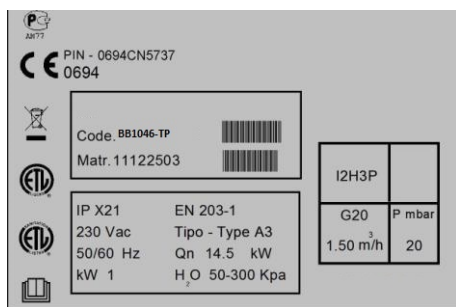 PIN - 0694CN5737
0694
Code. BB1046-TP
Matr. 11122503
IP X21 EN 203-1
230 Vac Tipo - Type A3
50/60 Hz Qn 14.5 kW
kW 1 H2O 50-300 Kpa
I2H3P
G20 P mbar
1.50 m³/h 20
ETL
ETL